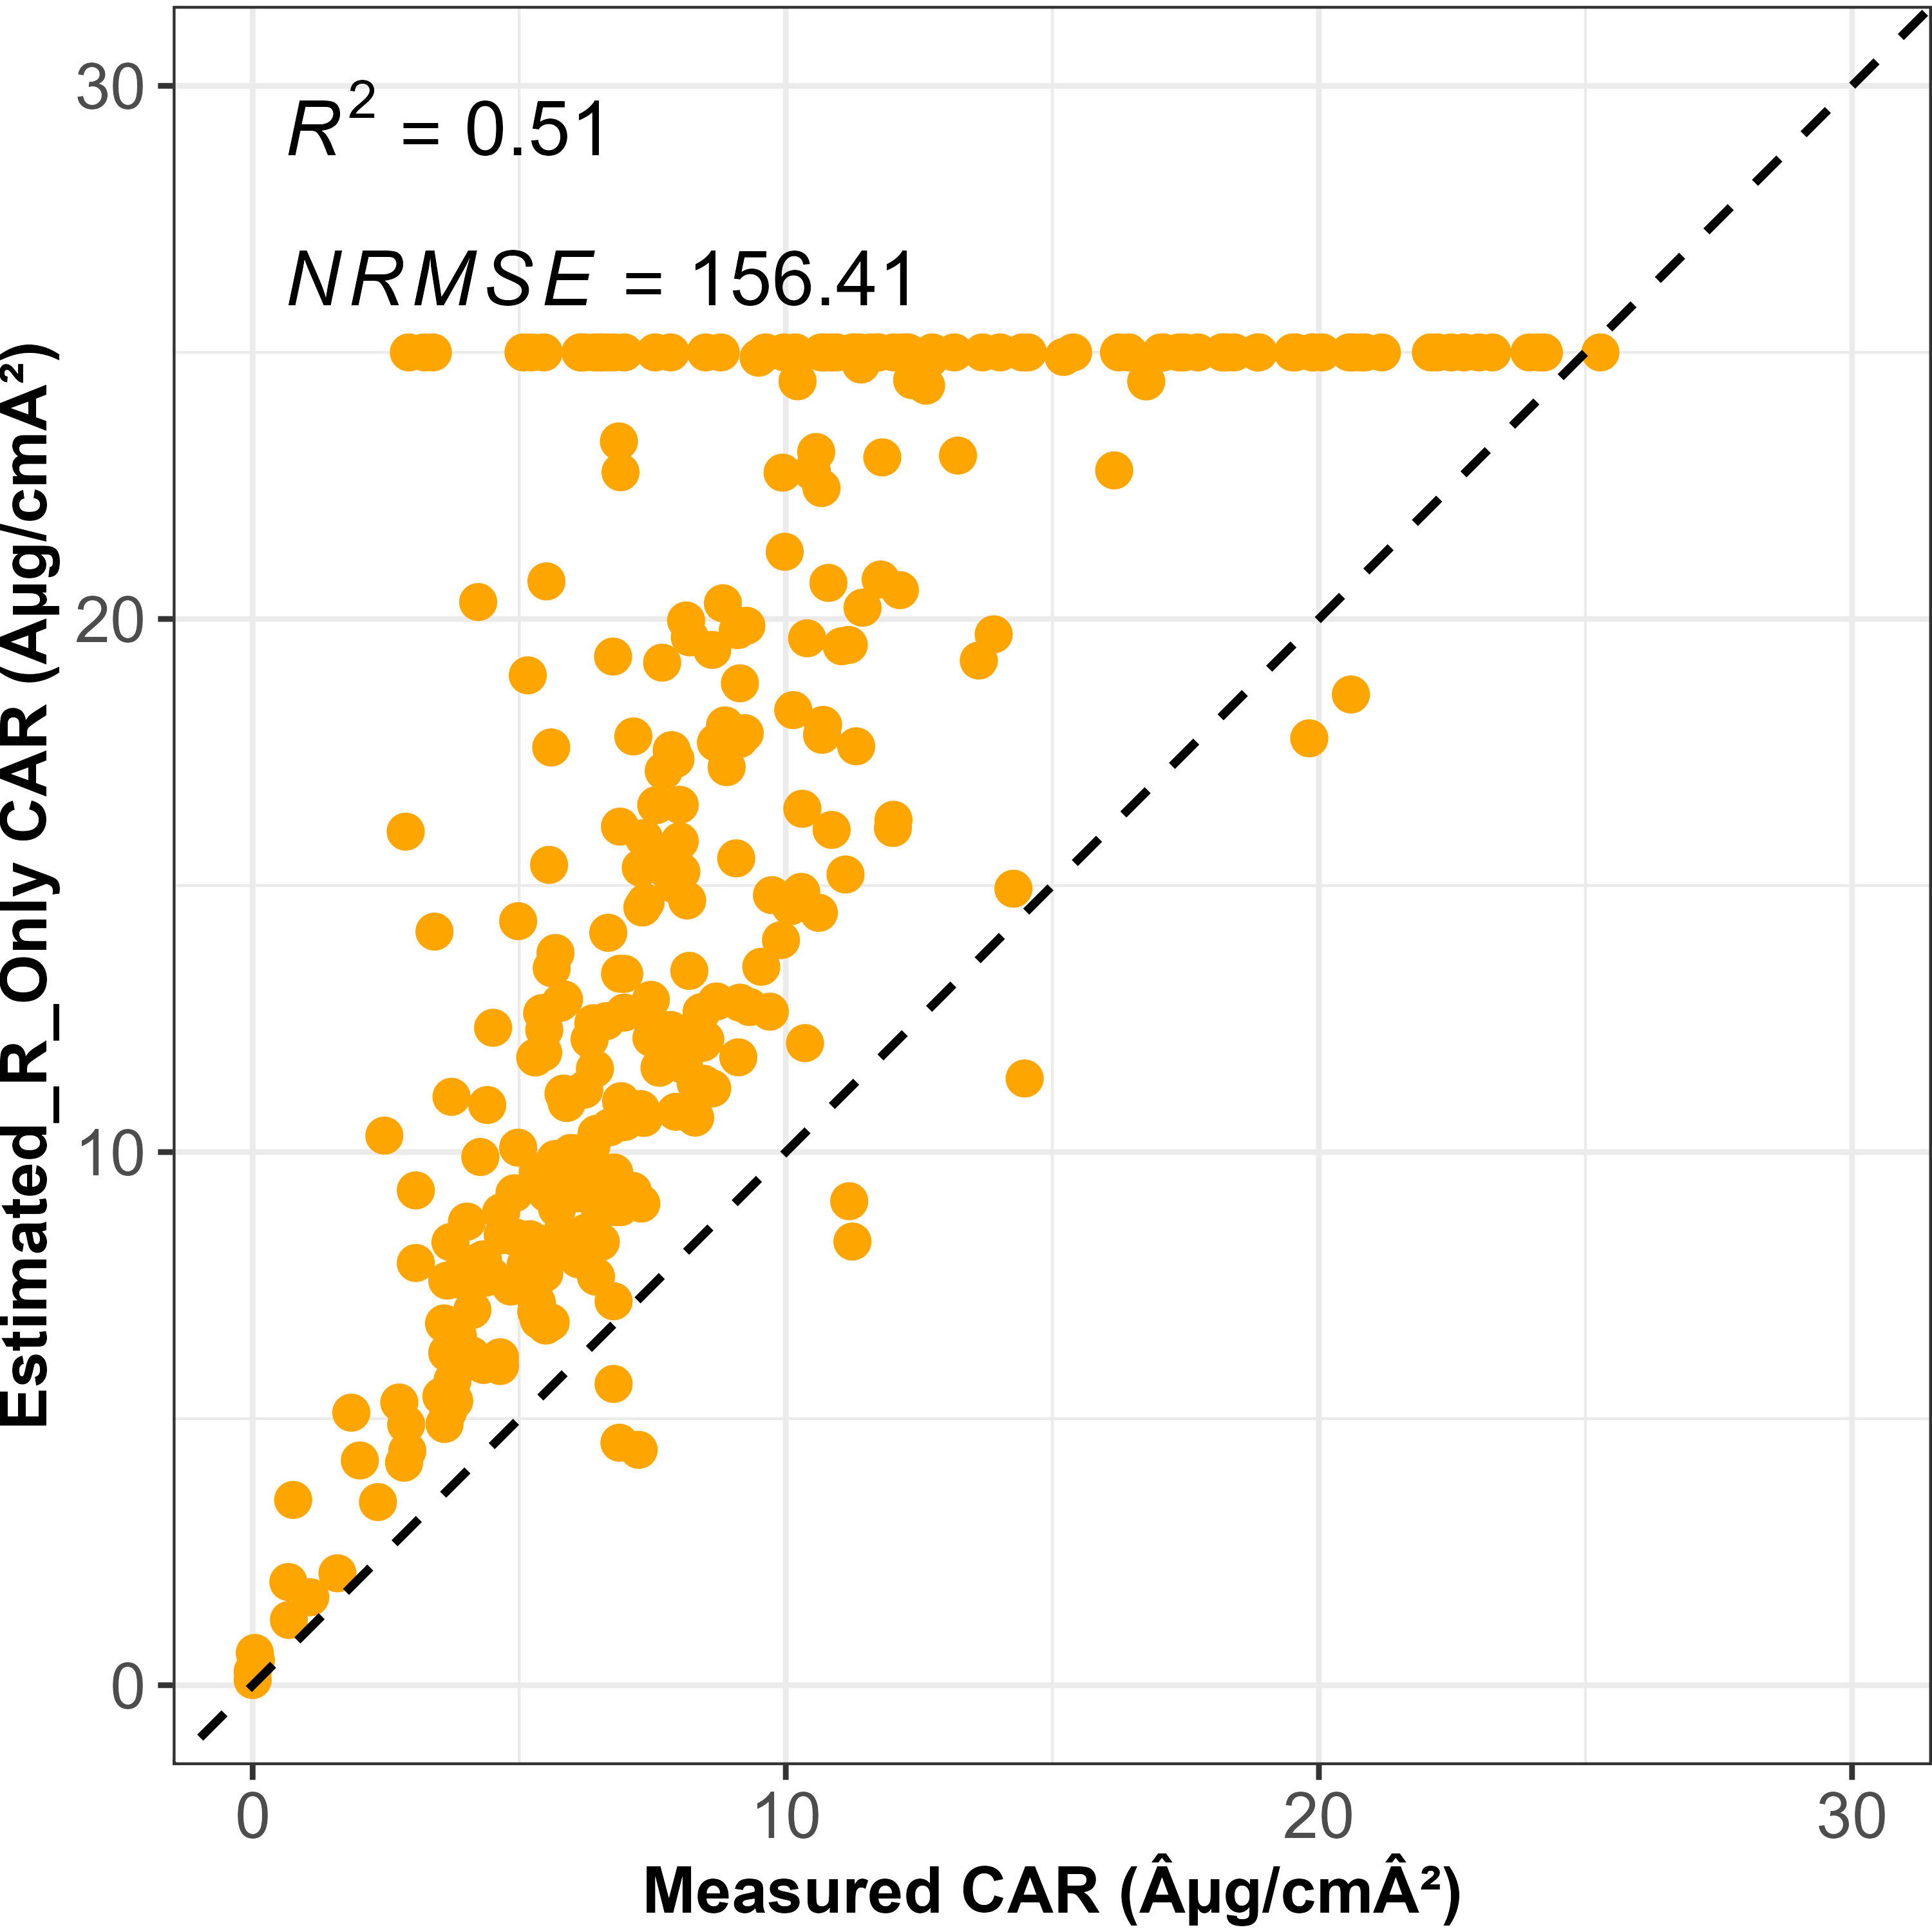 R² = 0.51
NRMSE = 156.41
30
20
10
0
Estimated_R_Only CAR (Âµg/cmÂ²)
0 10 20 30
Measured CAR (Âµg/cmÂ²)